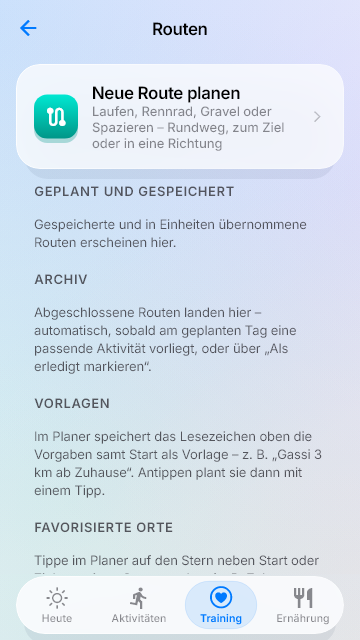 Routen
Neue Route planen
Laufen, Rennrad, Gravel oder
Spazieren – Rundweg, zum Ziel
oder in eine Richtung
GEPLANT UND GESPEICHERT
Gespeicherte und in Einheiten übernommene
Routen erscheinen hier.
ARCHIV
Abgeschlossene Routen landen hier –
automatisch, sobald am geplanten Tag eine
passende Aktivität vorliegt, oder über „Als
erledigt markieren“.
VORLAGEN
Im Planer speichert das Lesezeichen oben die
Vorgaben samt Start als Vorlage – z. B. „Gassi 3
km ab Zuhause“. Antippen plant sie dann mit
einem Tipp.
FAVORISIERTE ORTE
Tippe im Planer auf den Stern neben Start oder
Heute
Aktivitäten
Training
Ernährung